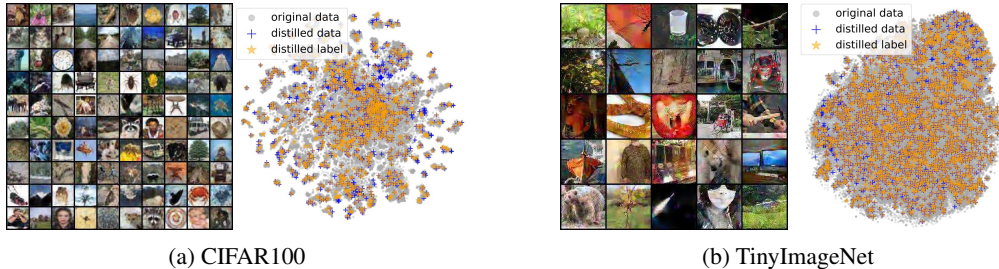 original data
distilled data
distilled label
original data
distilled data
distilled label
(a) CIFAR100
(b) TinyImageNet